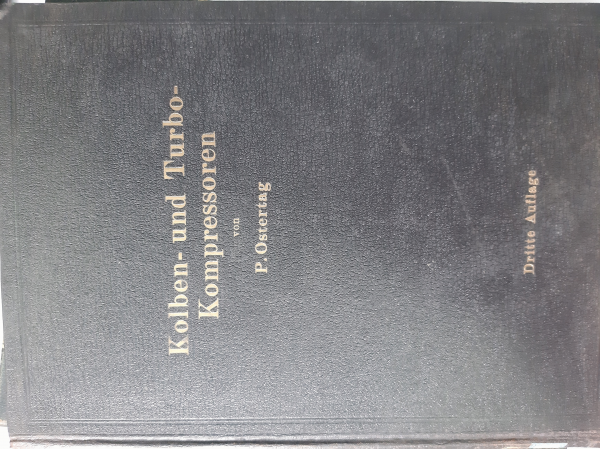 Kolben- und Turbo-
Kompressoren
von
P. Ostertag
Dritte Auflage